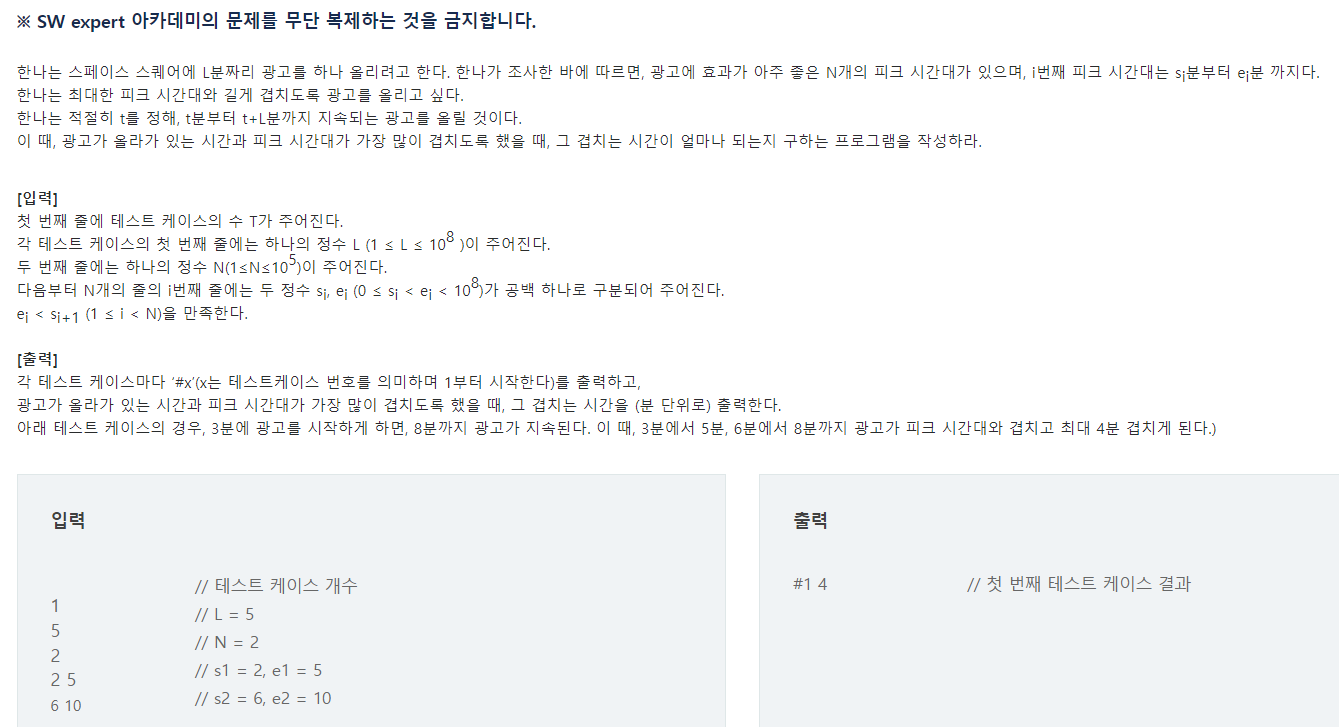 ※ SW expert 아카데미의 문제를 무단 복제하는 것을 금지합니다.
한나는 스페이스 스퀘어에 L분짜리 광고를 하나 올리려고 한다. 한나가 조사한 바에 따르면, 광고에 효과가 아주 좋은 N개의 피크 시간대가 있으며, i번째 피크 시간대는 si분부터 ei분 까지다.
한나는 최대한 피크 시간대와 길게 겹치도록 광고를 올리고 싶다.
한나는 적절히 t를 정해, t분부터 t+L분까지 지속되는 광고를 올릴 것이다.
이 때, 광고가 올라가 있는 시간과 피크 시간대가 가장 많이 겹치도록 했을 때, 그 겹치는 시간이 얼마나 되는지 구하는 프로그램을 작성하라.
[입력]
첫 번째 줄에 테스트 케이스의 수 T가 주어진다.
각 테스트 케이스의 첫 번째 줄에는 하나의 정수 L (1 ≤ L ≤ 10^8 )이 주어진다.
두 번째 줄에는 하나의 정수 N(1≤N≤10^5)이 주어진다.
다음부터 N개의 줄의 i번째 줄에는 두 정수 si, ei (0 ≤ si < ei < 10^8)가 공백 하나로 구분되어 주어진다.
ei < si+1 (1 ≤ i < N)을 만족한다.
[출력]
각 테스트 케이스마다 '#x'(x는 테스트케이스 번호를 의미하며 1부터 시작한다)를 출력하고,
광고가 올라가 있는 시간과 피크 시간대가 가장 많이 겹치도록 했을 때, 그 겹치는 시간을 (분 단위로) 출력한다.
아래 테스트 케이스의 경우, 3분에 광고를 시작하게 하면, 8분까지 광고가 지속된다. 이 때, 3분에서 5분, 6분에서 8분까지 광고가 피크 시간대와 겹치고 최대 4분 겹치게 된다.)
입력
1
5
2
2 5
6 10
// 테스트 케이스 개수
// L = 5
// N = 2
// s1 = 2, e1 = 5
// s2 = 6, e2 = 10
출력
#1 4
// 첫 번째 테스트 케이스 결과